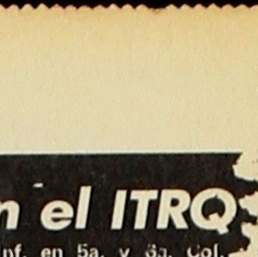 n el ITRQ
nf. en 5a. y 6a. Col.